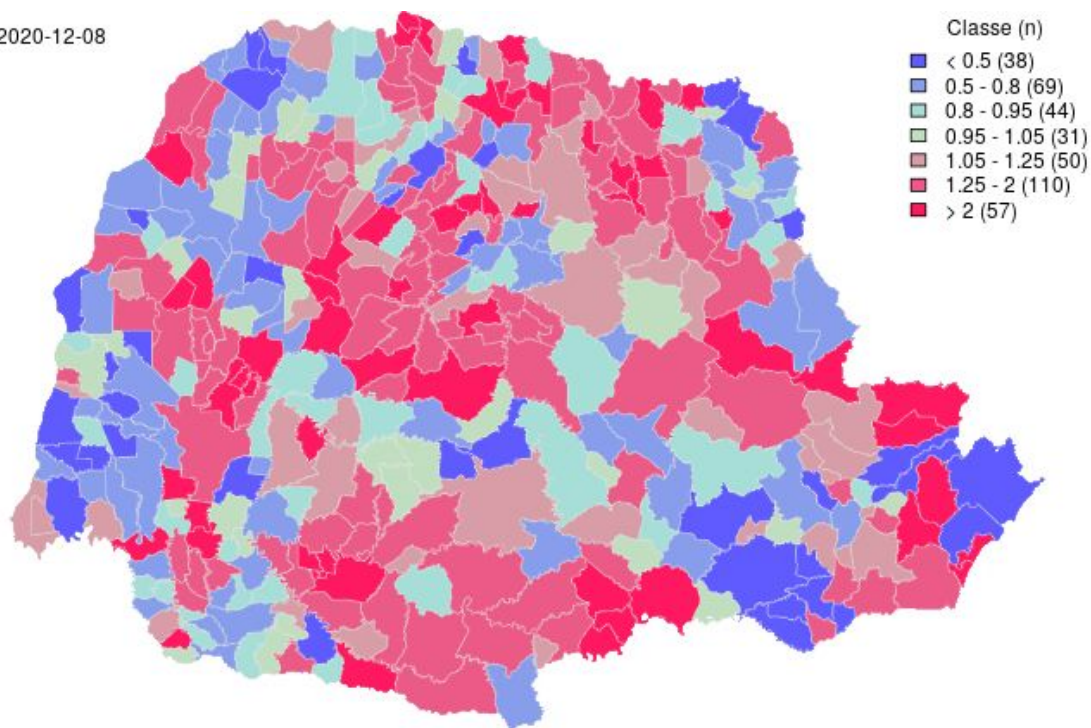 2020-12-08
Classe (n)
< 0.5 (38)
0.5 - 0.8 (69)
0.8 - 0.95 (44)
0.95 - 1.05 (31)
1.05 - 1.25 (50)
1.25 - 2 (110)
> 2 (57)